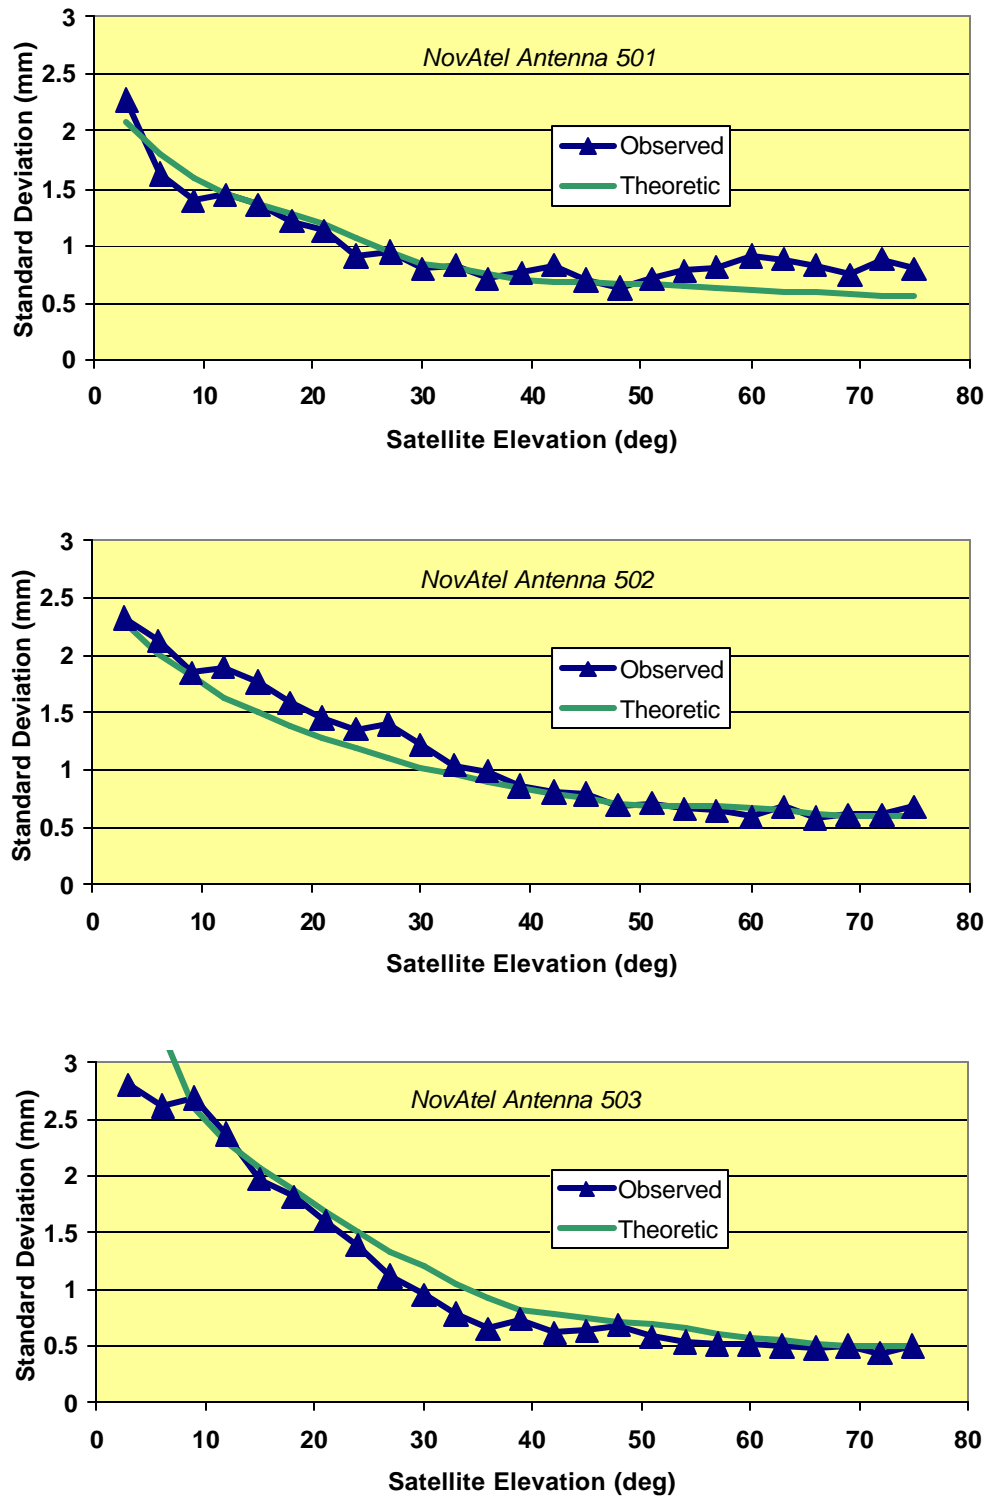 3
NovAtel Antenna 501
2.5
2
Observed
Theoretic
1.5
1
0.5
0
Standard Deviation (mm)
0 10 20 30 40 50 60 70 80
Satellite Elevation (deg)
3
NovAtel Antenna 502
2.5
2
Observed
Theoretic
1.5
1
0.5
0
Standard Deviation (mm)
0 10 20 30 40 50 60 70 80
Satellite Elevation (deg)
3
NovAtel Antenna 503
2.5
2
Observed
Theoretic
1.5
1
0.5
0
Standard Deviation (mm)
0 10 20 30 40 50 60 70 80
Satellite Elevation (deg)